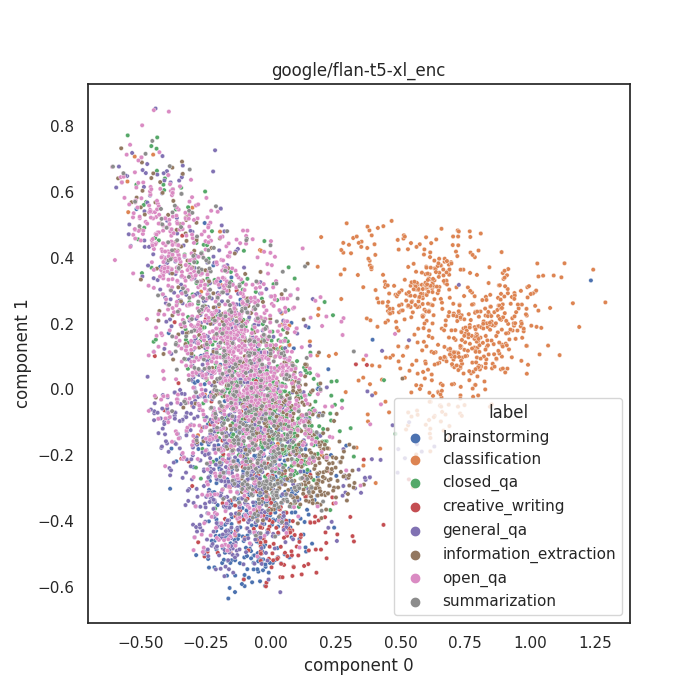 google/flan-t5-xl_enc
component 1
0.8
0.6
0.4
0.2
0.0
−0.2
−0.4
−0.6
label
brainstorming
classification
closed_qa
creative_writing
general_qa
information_extraction
open_qa
summarization
−0.50 −0.25 0.00 0.25 0.50 0.75 1.00 1.25
component 0